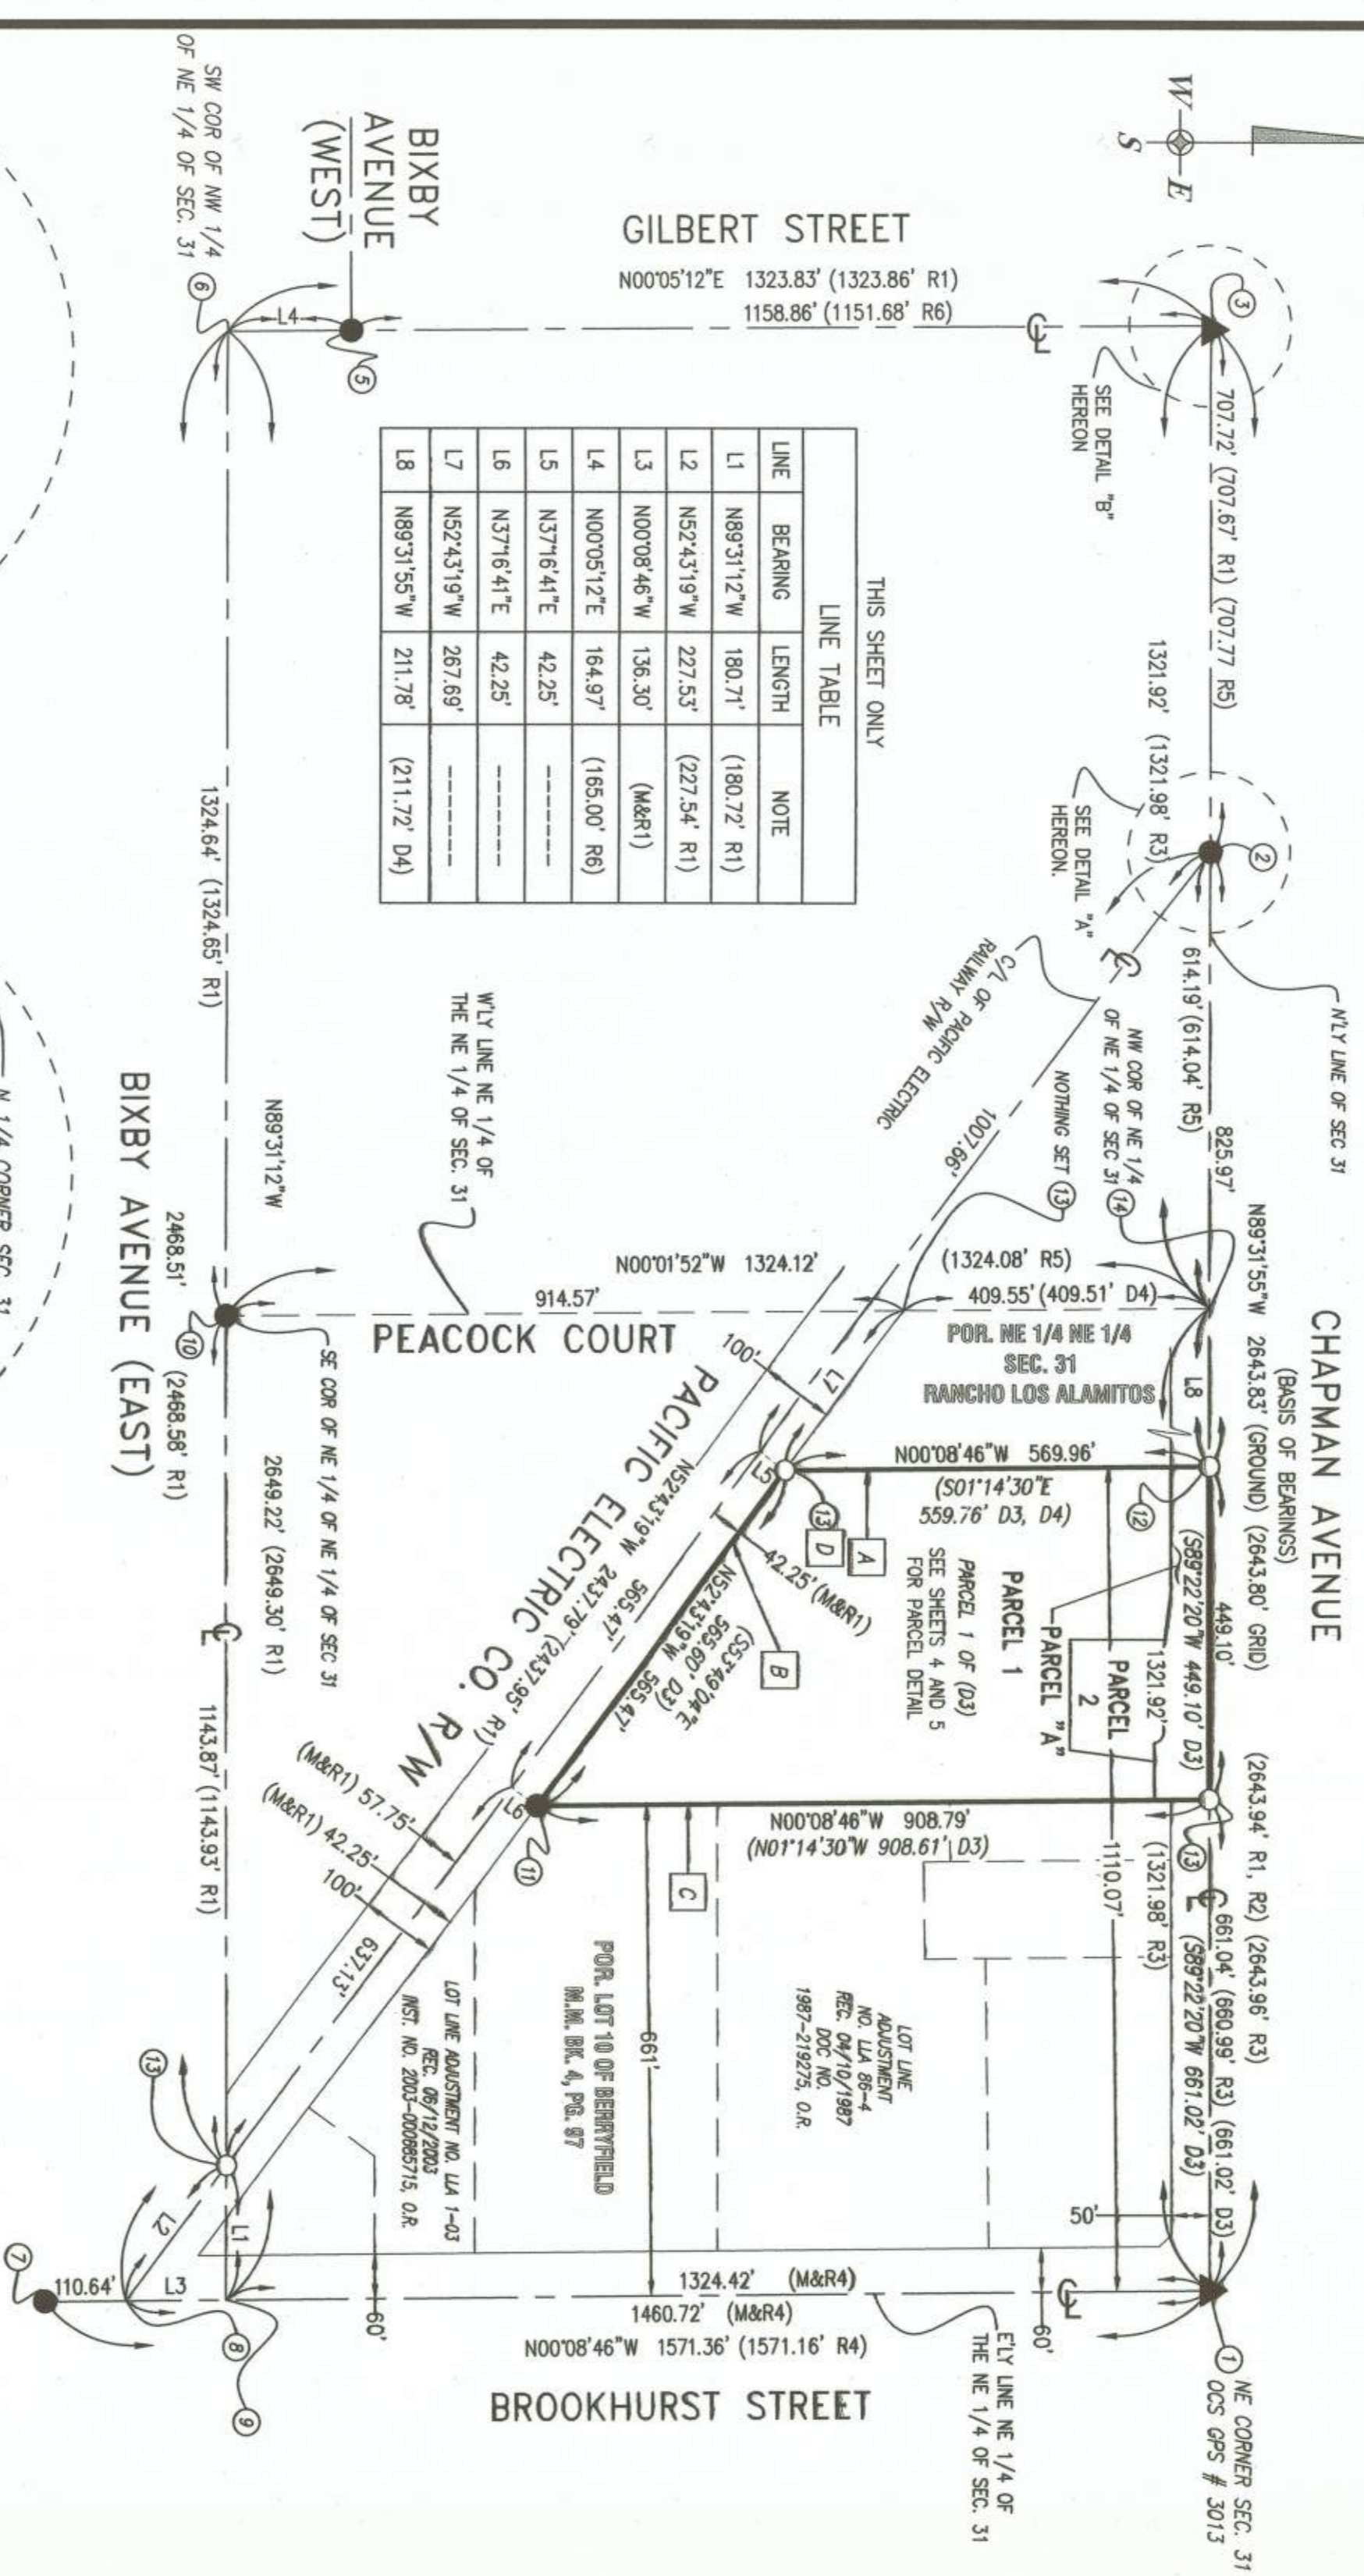 W
E
S
CHAPMAN AVENUE
(BASIS OF BEARINGS)
N89°31'55"W 2643.83' (GROUND) (2643.80' GRID)
(2643.94' R1, R2) (2643.96' R3)
N'LY LINE OF SEC 31
3
707.72' (707.67' R1) (707.77 R5)
1321.92' (1321.98' R3)
SEE DETAIL "B"
HEREON
2
SEE DETAIL "A"
HEREON.
614.19' (614.04' R5)
825.97'
NW COR OF NE 1/4
OF NE 1/4 OF SEC 31
14
NOTHING SET 13
C/L OF PACIFIC ELECTRIC
RAILWAY R/W
1007.66'
L8
12
449.10'
(S89°22'20"W 449.10' D3)
1321.92'
(1321.98' R3)
1110.07'
13
661.04' (660.99' R3) (661.02' D3)
(S89°22'20"W 661.02' D3)
50'
1 NE CORNER SEC. 31
OCS GPS # 3013
GILBERT STREET
N00°05'12"E 1323.83' (1323.86' R1)
1158.86' (1151.68' R6)
BIXBY
AVENUE
(WEST)
L4
5
6
SW COR OF NW 1/4
OF NE 1/4 OF SEC. 31
THIS SHEET ONLY
LINE TABLE
LINE BEARING LENGTH NOTE
L1 N89°31'12"W 180.71' (180.72' R1)
L2 N52°43'19"W 227.53' (227.54' R1)
L3 N00°08'46"W 136.30' (M&R1)
L4 N00°05'12"E 164.97' (165.00' R6)
L5 N37°16'41"E 42.25' -------
L6 N37°16'41"E 42.25' -------
L7 N52°43'19"W 267.69' -------
L8 N89°31'55"W 211.78' (211.72' D4)
W'LY LINE NE 1/4 OF
THE NE 1/4 OF SEC. 31
N00°01'52"W 1324.12'
(1324.08' R5)
914.57'
409.55' (409.51' D4)
PEACOCK COURT
POR. NE 1/4 NE 1/4
SEC. 31
RANCHO LOS ALAMITOS
100'
L7
L5
N00°08'46"W 569.96'
(S01°14'30"E
559.76' D3, D4)
A
13
D
42.25' (M&R1)
B
PARCEL 1
PARCEL 1 OF (D3)
SEE SHEETS 4 AND 5
FOR PARCEL DETAIL
PARCEL "A"
PARCEL
2
(S53°49'04"E
565.60' D3)
N52°43'19"W 565.47'
565.47'
N52°43'19"W 2437.79' (2437.95' R1)
PACIFIC ELECTRIC CO. R/W
L6
11
N00°08'46"W 908.79'
(N01°14'30"W 908.61' D3)
C
(M&R1) 57.75'
(M&R1) 42.25'
100'
637.13'
661'
LOT LINE
ADJUSTMENT
NO. LLA 86-4
REC. 04/10/1987
DOC NO.
1987-219275, O.R.
POR. LOT 10 OF BERRYFIELD
M.M. BK. 4, PG. 97
LOT LINE ADJUSTMENT NO. LLA 1-03
REC. 06/12/2003
INST. NO. 2003-000685715, O.R.
60'
60'
1324.42' (M&R4)
1460.72' (M&R4)
N00°08'46"W 1571.36' (1571.16' R4)
BROOKHURST STREET
E'LY LINE NE 1/4 OF
THE NE 1/4 OF SEC. 31
1324.64' (1324.65' R1)
N89°31'12"W
2468.51'
(2468.58' R1)
10
SE COR OF NE 1/4 OF NE 1/4 OF SEC 31
2649.22' (2649.30' R1)
1143.87' (1143.93' R1)
BIXBY AVENUE (EAST)
13
L1
L2
L3
110.64'
7
8
9
N 1/4 CORNER SEC 31